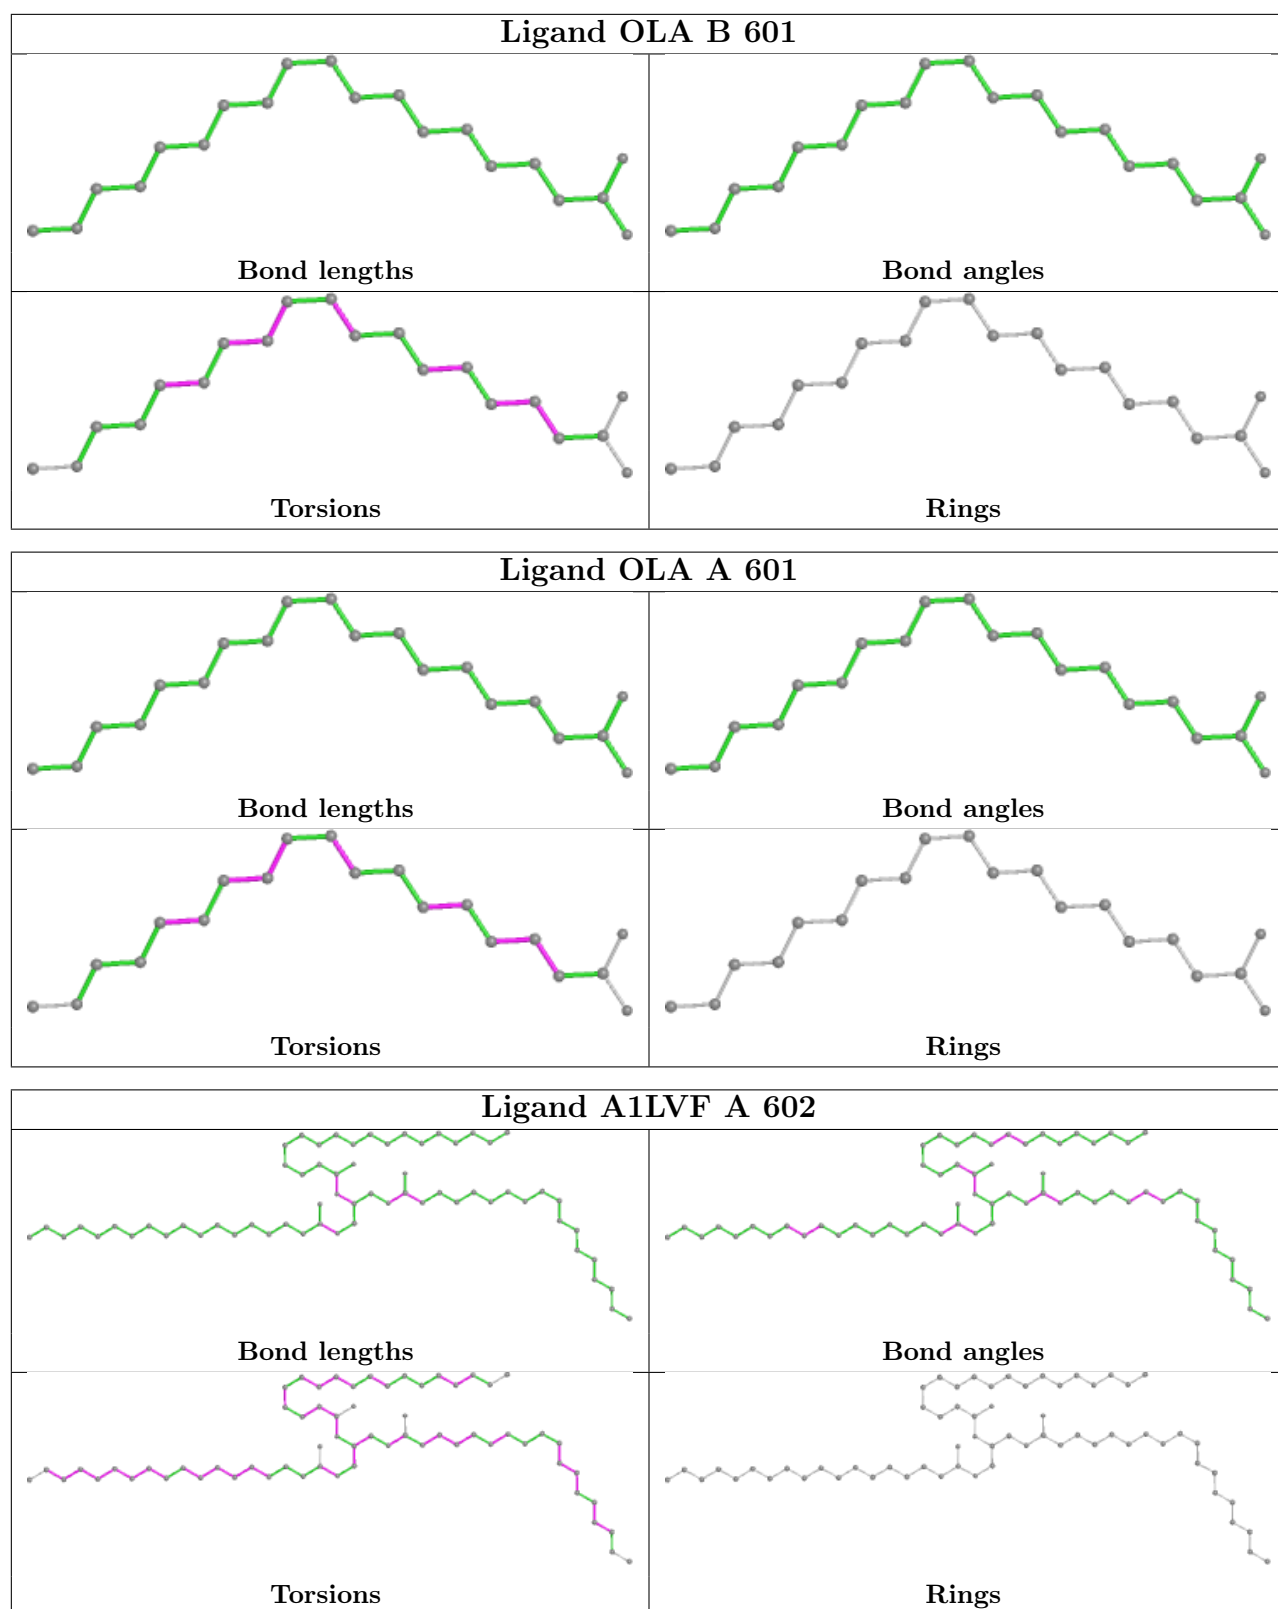 Ligand OLA B 601
Bond lengths
Bond angles
Torsions
Rings
Ligand OLA A 601
Bond lengths
Bond angles
Torsions
Rings
Ligand A1LVF A 602
Bond lengths
Bond angles
Torsions
Rings